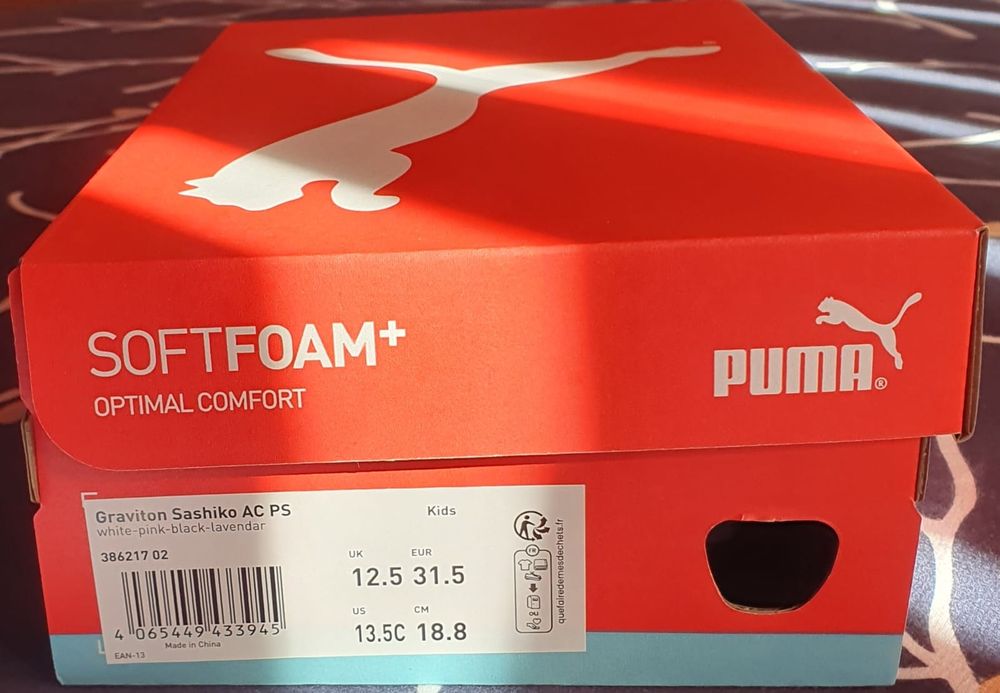 SOFTFOAM+
OPTIMAL COMFORT
PUMA®
Graviton Sashiko AC PS
Kids
white-pink-black-lavendar
386217 02
UK EUR
12.5 31.5
US CM
13.5C 18.8
4 065449 433945
Made in China
EAN-13
FR
quefairedemesdechets.fr